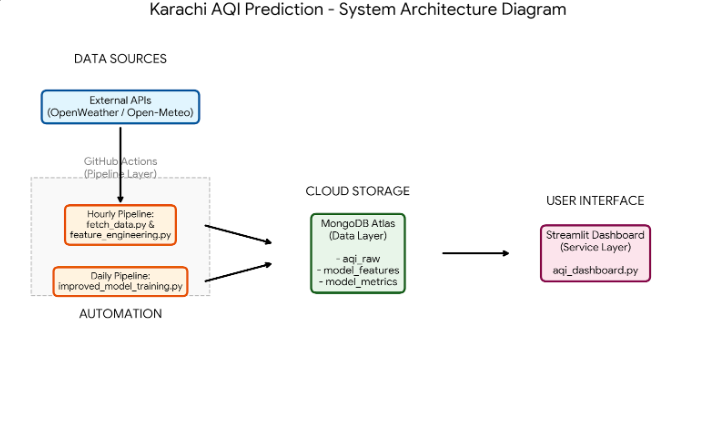 Karachi AQI Prediction - System Architecture Diagram
DATA SOURCES
External APIs
(OpenWeather / Open-Meteo)
GitHub Actions
(Pipeline Layer)
Hourly Pipeline:
fetch_data.py &
feature_engineering.py
Daily Pipeline:
improved_model_training.py
AUTOMATION
CLOUD STORAGE
MongoDB Atlas
(Data Layer)
- aqi_raw
- model_features
- model_metrics
USER INTERFACE
Streamlit Dashboard
(Service Layer)
aqi_dashboard.py